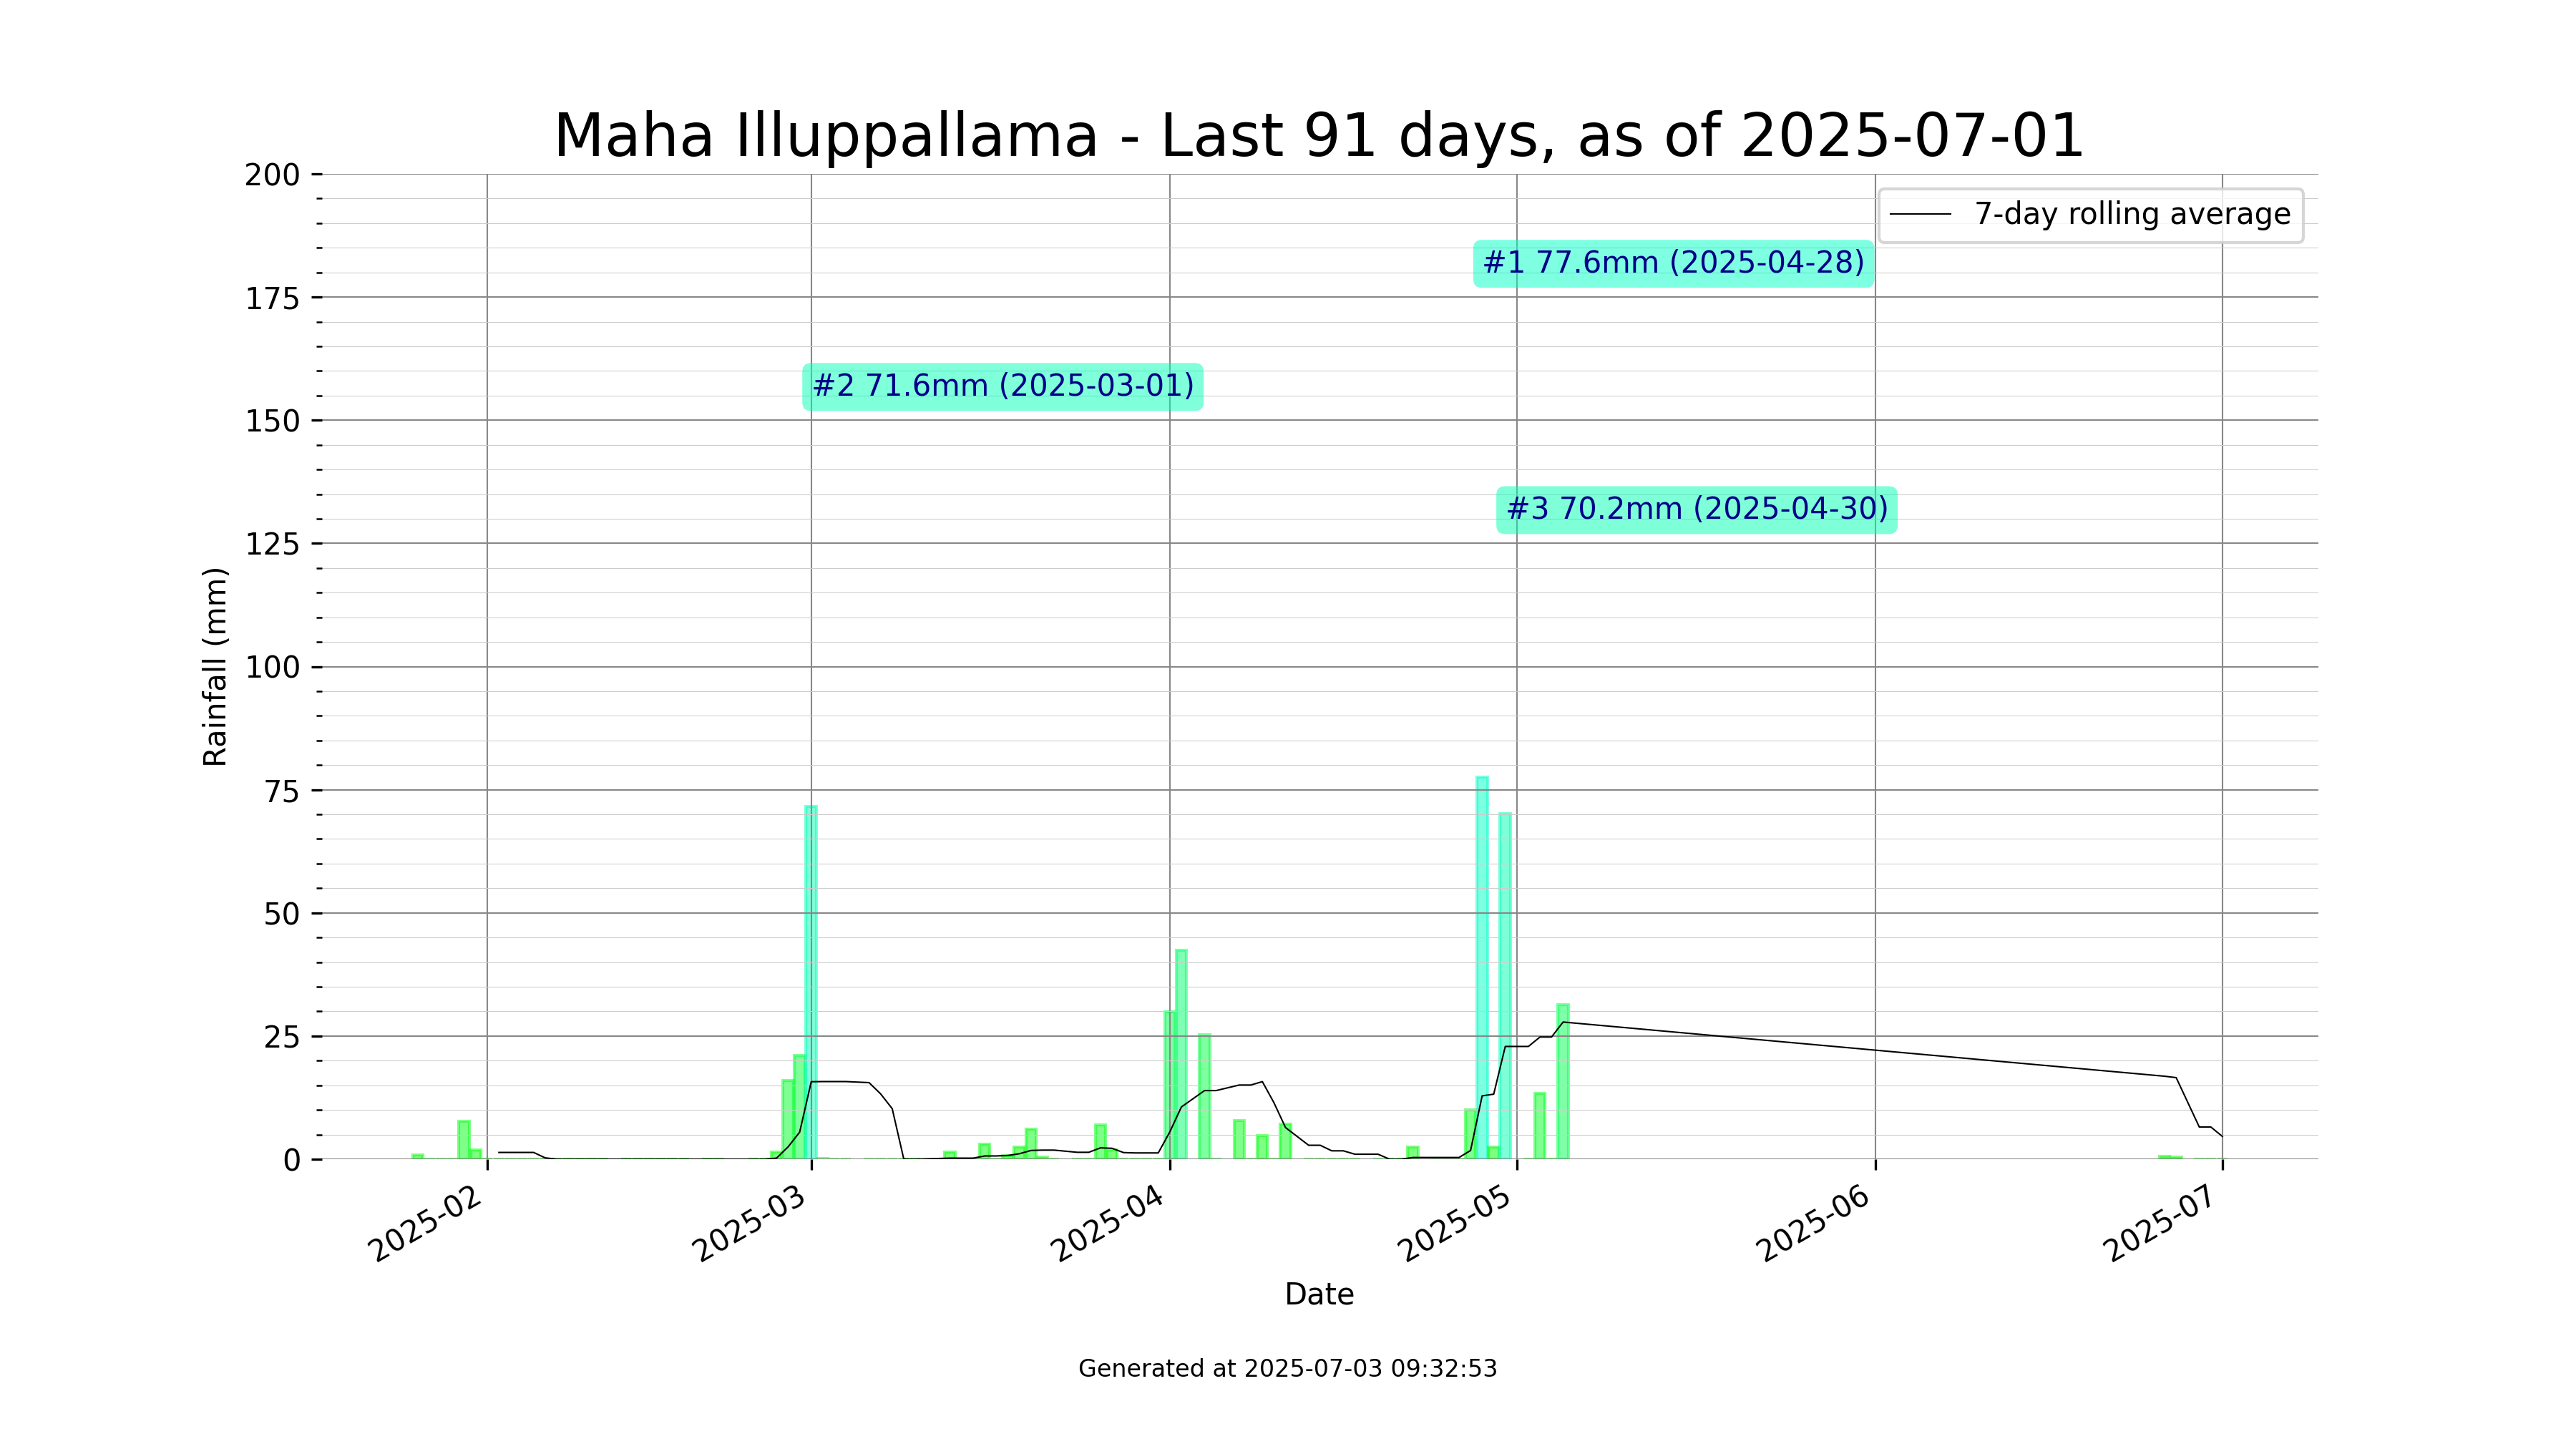 Maha Illuppallama - Last 91 days, as of 2025-07-01
200
175
150
125
100
75
50
25
0
Rainfall (mm)
7-day rolling average
#1 77.6mm (2025-04-28)
#2 71.6mm (2025-03-01)
#3 70.2mm (2025-04-30)
2025-02
2025-03
2025-04
2025-05
2025-06
2025-07
Date
Generated at 2025-07-03 09:32:53